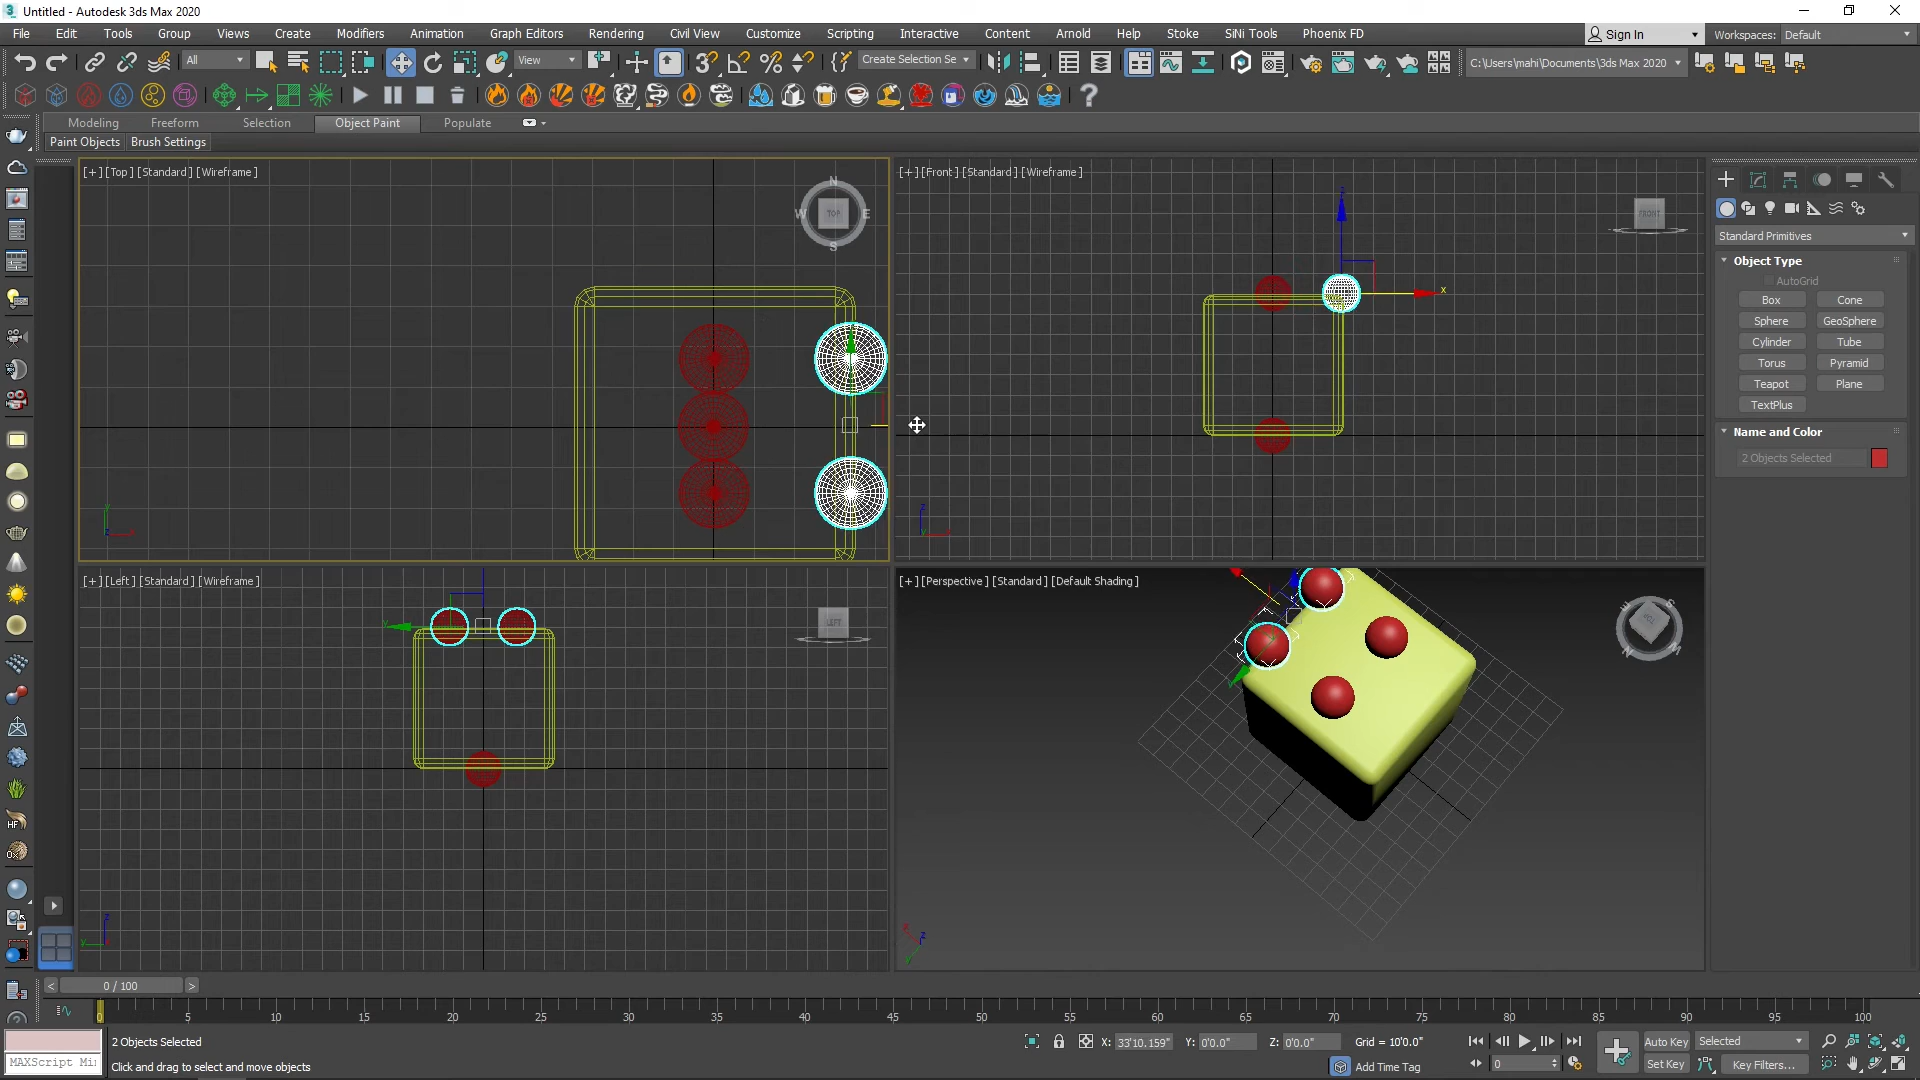 Untitled - Autodesk 3ds Max 2020
File Edit Tools Group Views Create Modifiers Animation Graph Editors Rendering Civil View Customize Scripting Interactive Content Arnold Help Stoke SiNi Tools Phoenix FD Sign In Workspaces: Default
All View Create Selection Se C:\Users\mahi\Documents\3ds Max 2020
Modeling Freeform Selection Object Paint Populate
Paint Objects Brush Settings
[+] [Top] [Standard] [Wireframe]
N
W TOP E
S
[+] [Front] [Standard] [Wireframe]
FRONT
x
Standard Primitives
Object Type
AutoGrid
Box Cone
Sphere GeoSphere
Cylinder Tube
Torus Pyramid
Teapot Plane
TextPlus
Name and Color
2 Objects Selected
[+] [Left] [Standard] [Wireframe]
LEFT
[+] [Perspective] [Standard] [Default Shading]
HF
0 / 100
0 5 10 15 20 25 30 35 40 45 50 55 60 65 70 75 80 85 90 95 100
2 Objects Selected X: 33'10.159" Y: 0'0.0" Z: 0'0.0" Grid = 10'0.0" Auto Key Selected
MAXScript Mi Click and drag to select and move objects Add Time Tag 0 Set Key Key Filters...